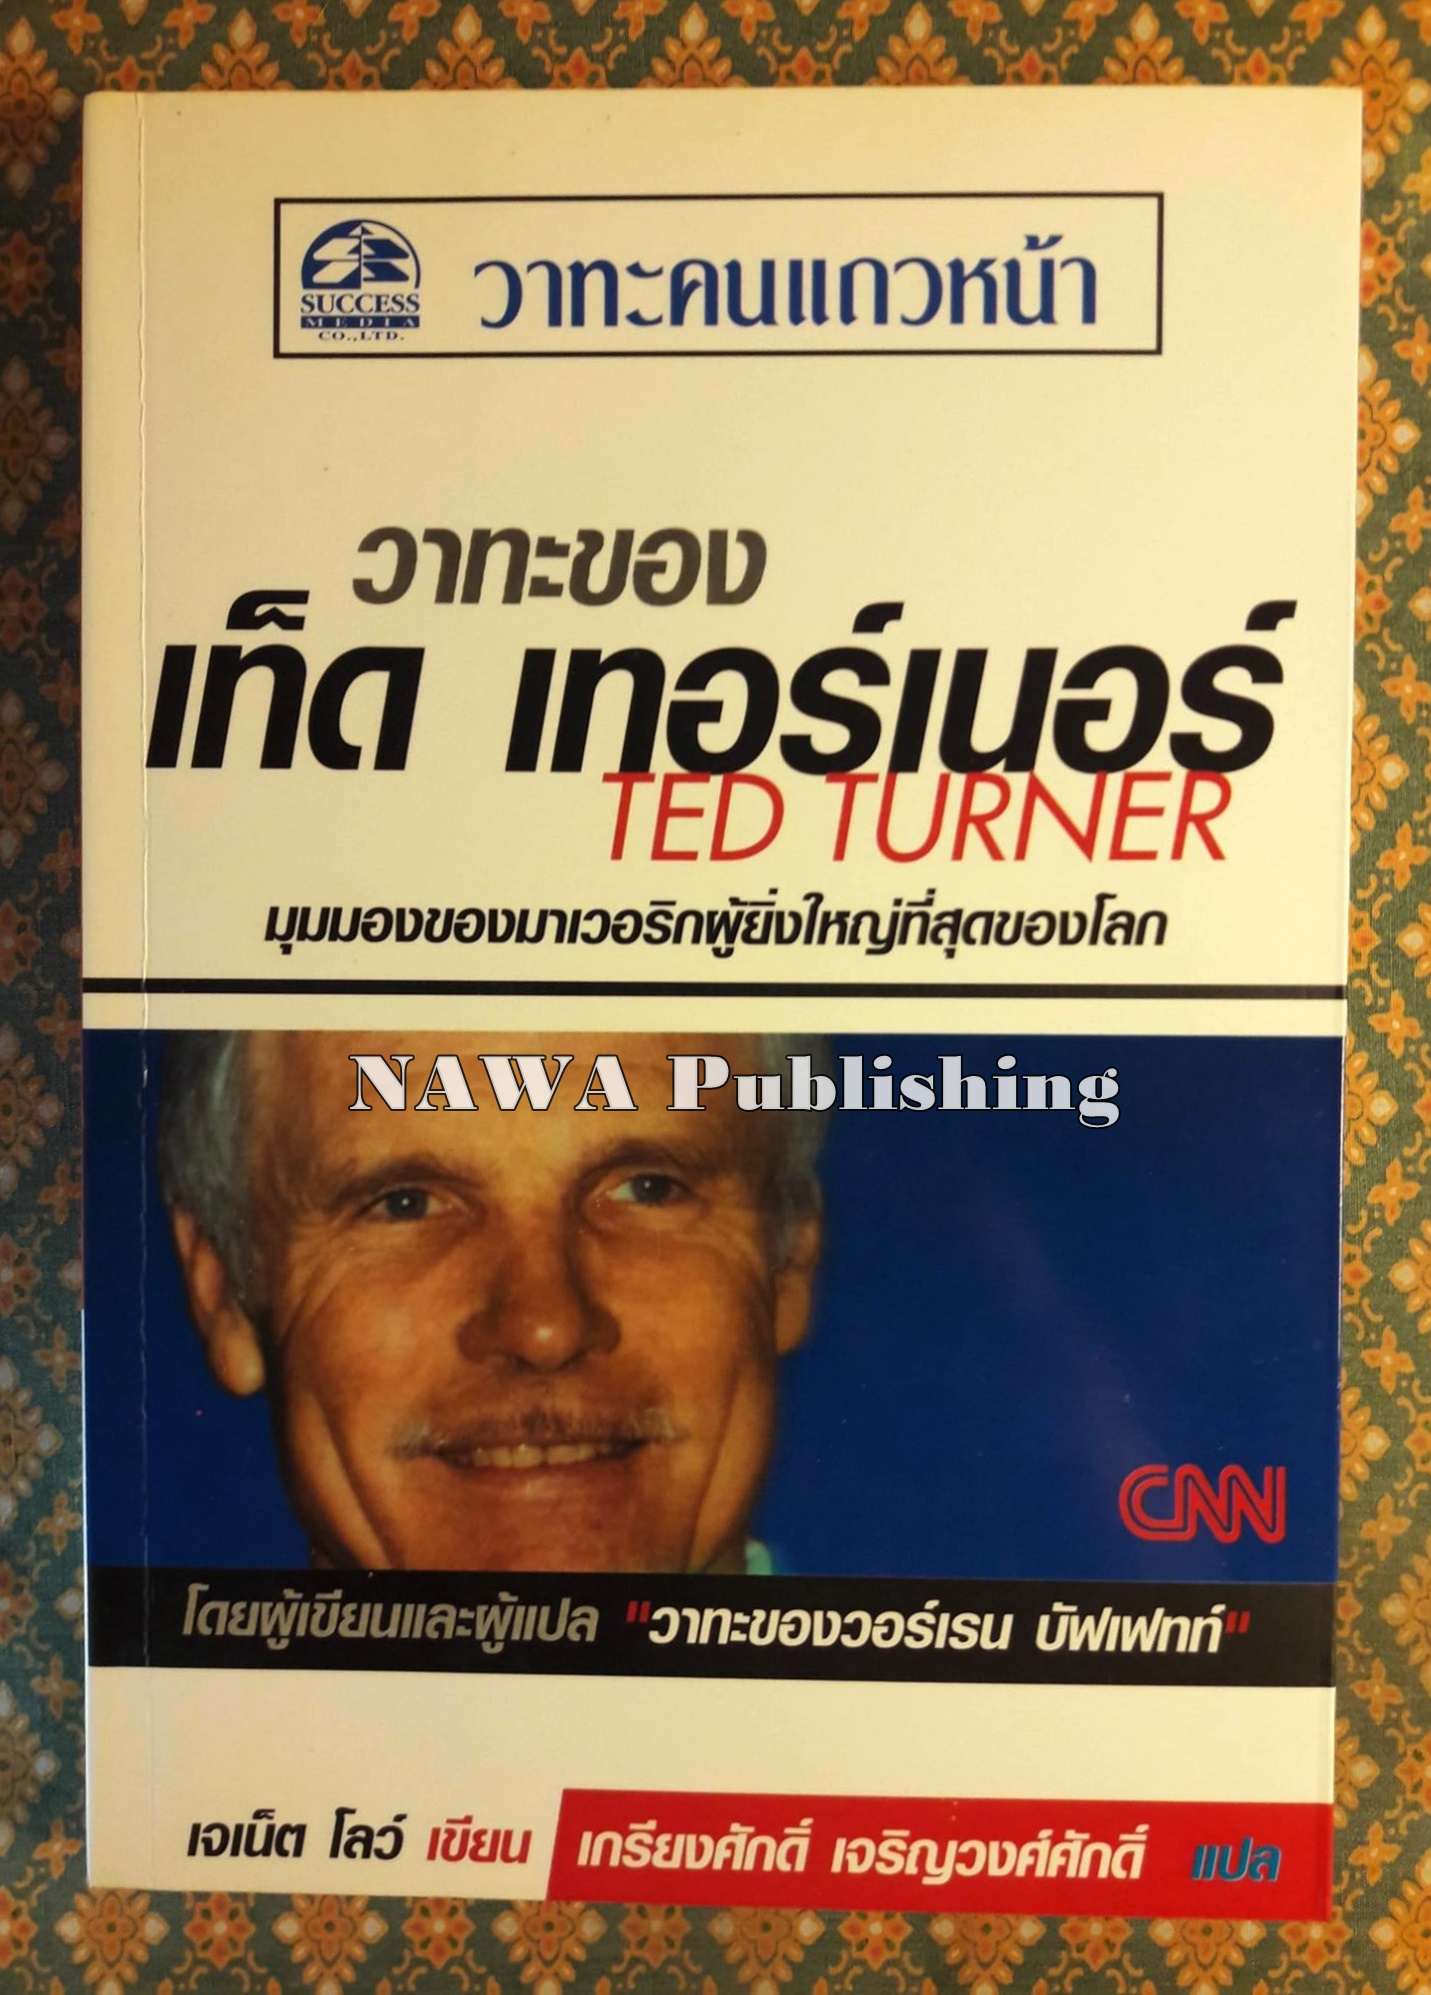 SUCCESS
MEDIA
CO.,LTD.
วาทะคนแถวหน้า
วาทะของ
เท็ด เทอร์เนอร์
TED TURNER
มุมมองของมาเวอริกผู้ยิ่งใหญ่ที่สุดของโลก
NAWA Publishing
CNN
โดยผู้เขียนและผู้แปล "วาทะของวอร์เรน บัฟเฟทท์"
เจเน็ต โลว์ เขียน เกรียงศักดิ์ เจริญวงศ์ศักดิ์ แปล